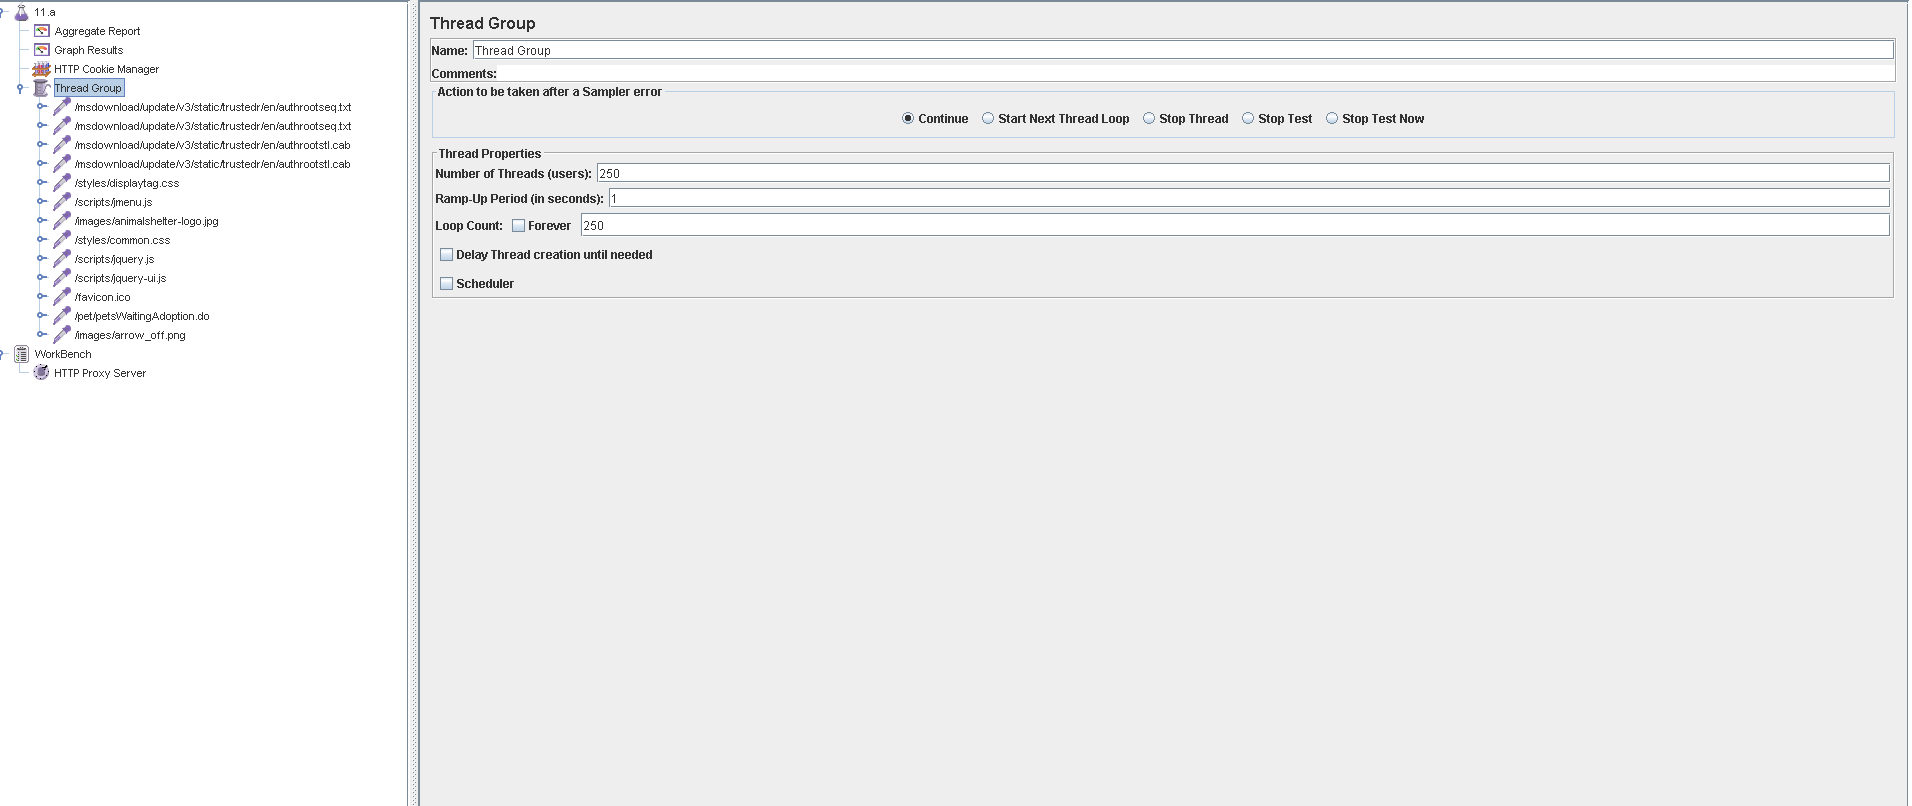 11.a
Aggregate Report
Graph Results
HTTP Cookie Manager
Thread Group
/msdownload/update/v3/static/trustedr/en/authrootseq.txt
/msdownload/update/v3/static/trustedr/en/authrootseq.txt
/msdownload/update/v3/static/trustedr/en/authrootstl.cab
/msdownload/update/v3/static/trustedr/en/authrootstl.cab
/styles/displaytag.css
/scripts/jmenu.js
/images/animalshelter-logo.jpg
/styles/common.css
/scripts/jquery.js
/scripts/jquery-ui.js
/favicon.ico
/pet/petsWaitingAdoption.do
/images/arrow_off.png
WorkBench
HTTP Proxy Server
Thread Group
Name: Thread Group
Comments:
Action to be taken after a Sampler error
Continue Start Next Thread Loop Stop Thread Stop Test Stop Test Now
Thread Properties
Number of Threads (users): 250
Ramp-Up Period (in seconds): 1
Loop Count: Forever 250
Delay Thread creation until needed
Scheduler